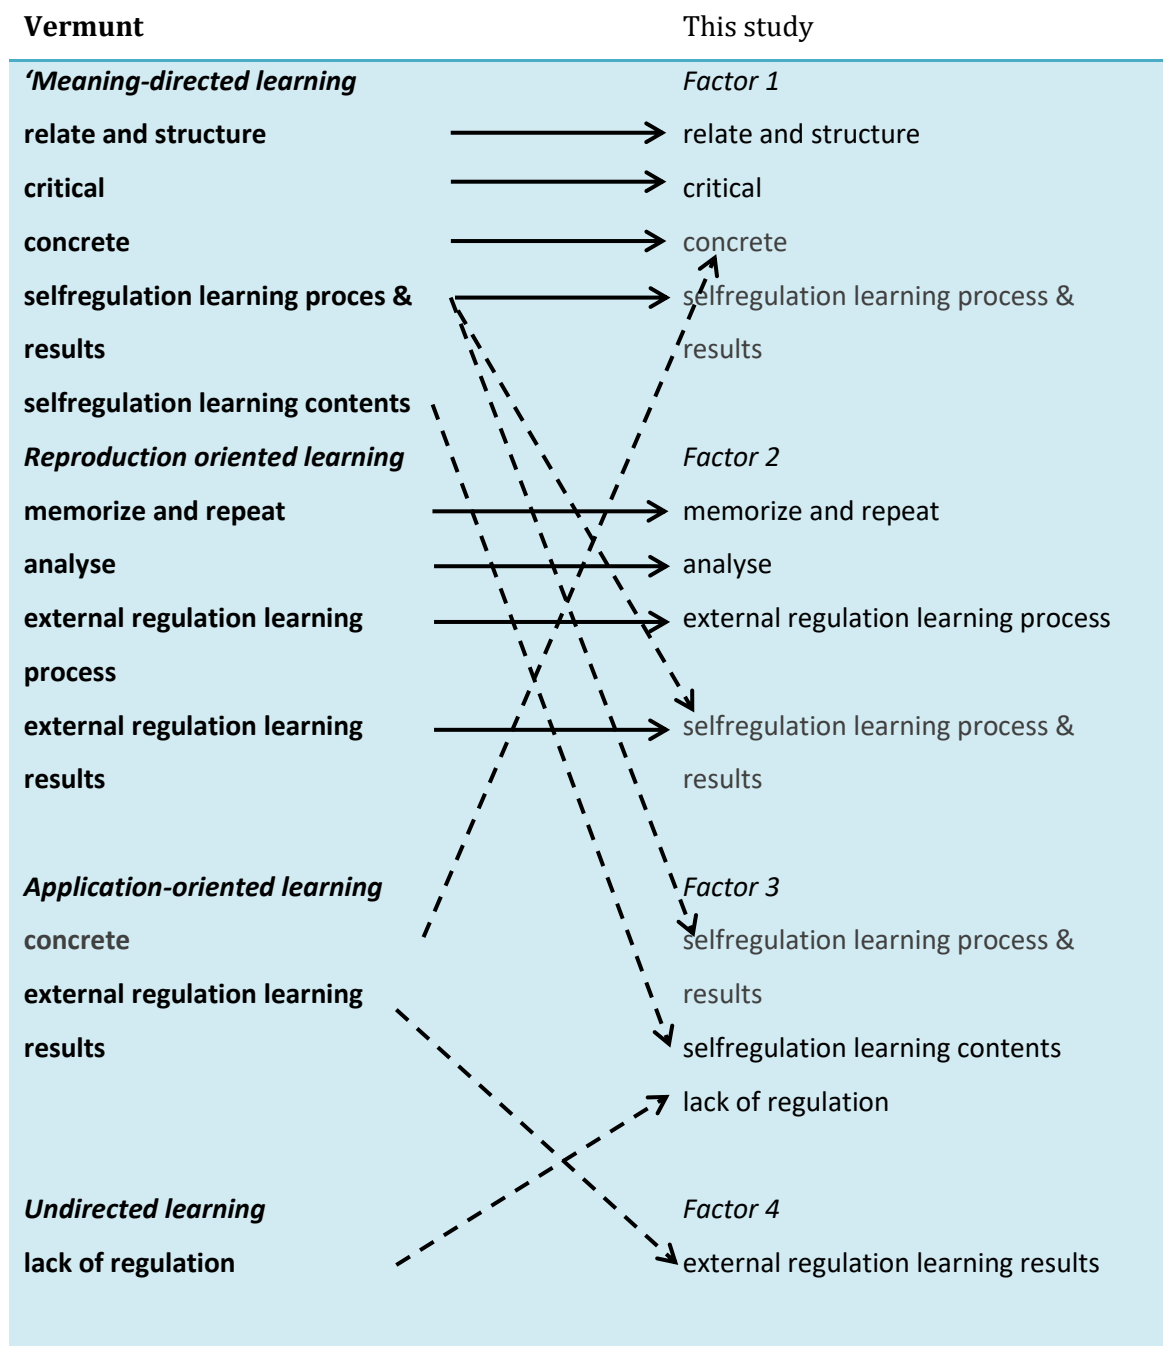 Vermunt This study
‘Meaning-directed learning Factor 1
relate and structure relate and structure
critical critical
concrete concrete
selfregulation learning proces & selfregulation learning process &
results results
selfregulation learning contents
Reproduction oriented learning Factor 2
memorize and repeat memorize and repeat
analyse analyse
external regulation learning external regulation learning process
process
external regulation learning selfregulation learning process &
results results
Application-oriented learning Factor 3
concrete selfregulation learning process &
external regulation learning results
results selfregulation learning contents
lack of regulation
Undirected learning Factor 4
lack of regulation external regulation learning results